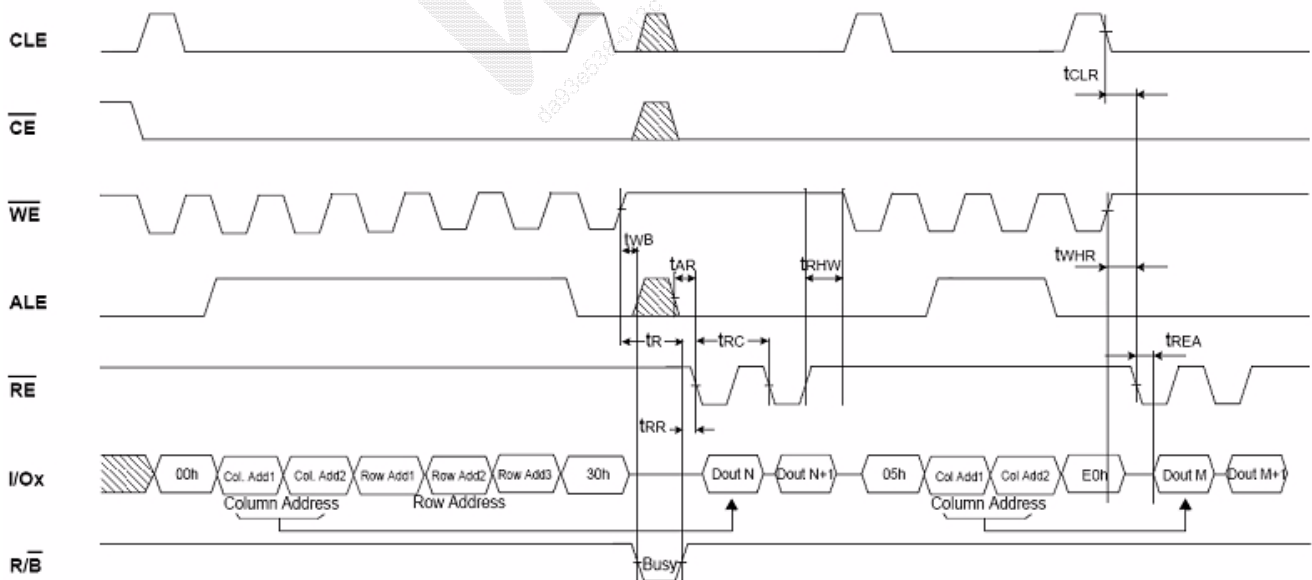 CLE
tCLR
CE
WE
tWB
tAR
tRHW
tWHR
ALE
tR
tRC
tREA
RE
tRR
I/Ox
00h
Col. Add1
Col. Add2
Row Add1
Row Add2
Row Add3
30h
Dout N
Dout N+1
05h
Col Add1
Col Add2
E0h
Dout M
Dout M+1
Column Address
Row Address
Column Address
R/B
Busy